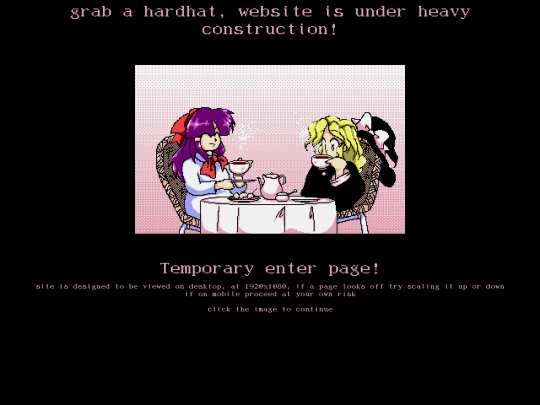 grab a hardhat, website is under heavy
construction!
Temporary enter page!
site is designed to be viewed on desktop, at 1920x1080, if a page looks off try scaling it up or down
if on mobile proceed at your own risk
click the image to continue